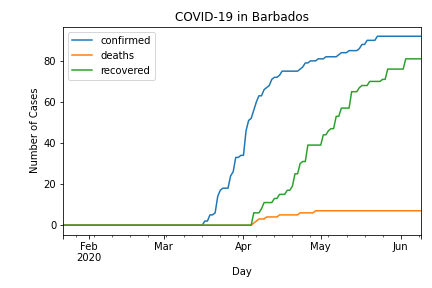 COVID-19 in Barbados
confirmed
deaths
recovered
Number of Cases
80
60
40
20
0
Feb
2020
Mar
Apr
May
Jun
Day